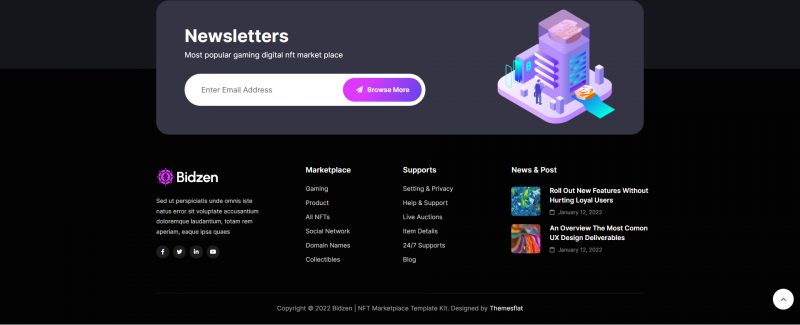 Newsletters
Most popular gaming digital nft market place
Enter Email Address
Browse More
Bidzen
Sed ut perspiciatis unde omnis iste
natus error sit voluptate accusantium
doloremque laudantium, totam rem
aperiam, eaque ipsa quaes
Marketplace
Gaming
Product
All NFTs
Social Network
Domain Names
Collectibles
Supports
Setting & Privacy
Help & Support
Live Auctions
Item Details
24/7 Supports
Blog
News & Post
Roll Out New Features Without
Hurting Loyal Users
January 12, 2022
An Overview The Most Comon
UX Design Deliverables
January 12, 2022
Copyright © 2022 Bidzen | NFT Marketplace Template Kit. Designed by Themesflat